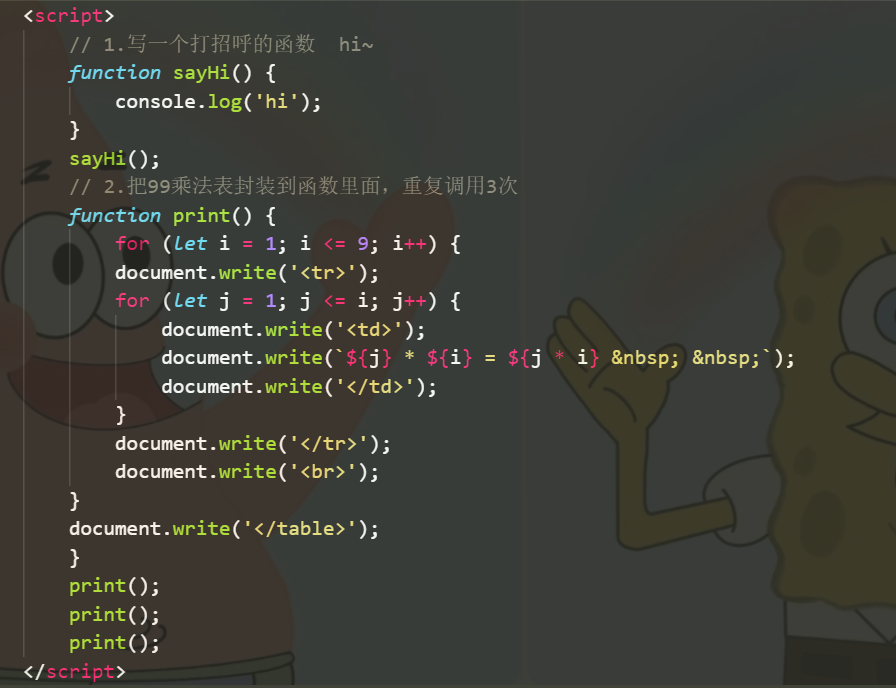 <script>
// 1.写一个打招呼的函数  hi~
function sayHi() {
console.log('hi');
}
sayHi();
// 2.把99乘法表封装到函数里面，重复调用3次
function print() {
for (let i = 1; i <= 9; i++) {
document.write('<tr>');
for (let j = 1; j <= i; j++) {
document.write('<td>');
document.write(`${j} * ${i} = ${j * i} &nbsp; &nbsp;`);
document.write('</td>');
}
document.write('</tr>');
document.write('<br>');
}
document.write('</table>');
}
print();
print();
print();
</script>